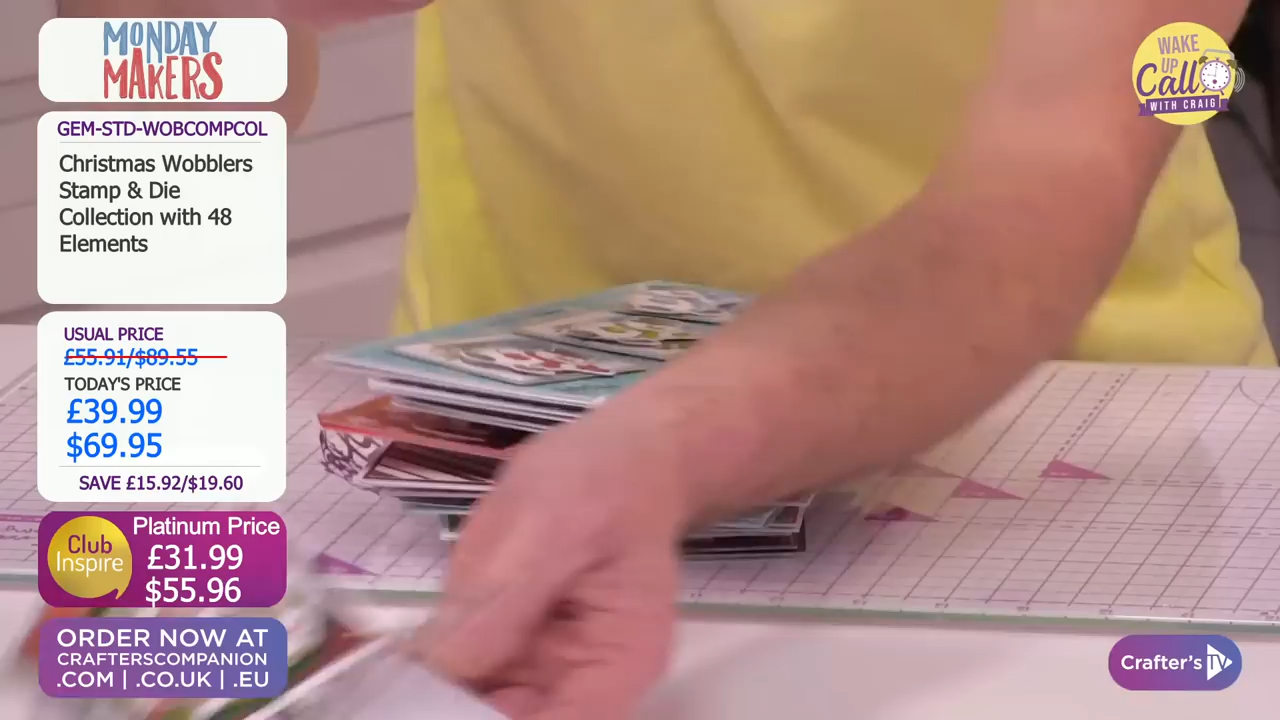 MONDAY
MAKERS
GEM-STD-WOBCOMPCOL
Christmas Wobblers
Stamp & Die
Collection with 48
Elements
USUAL PRICE
£55.91/$89.55
TODAY'S PRICE
£39.99
$69.95
SAVE £15.92/$19.60
Club
Inspire
Platinum Price
£31.99
$55.96
ORDER NOW AT
CRAFTERSCOMPANION
.COM | .CO.UK | .EU
WAKE
UP
Call
WITH CRAIG
Crafter's TV